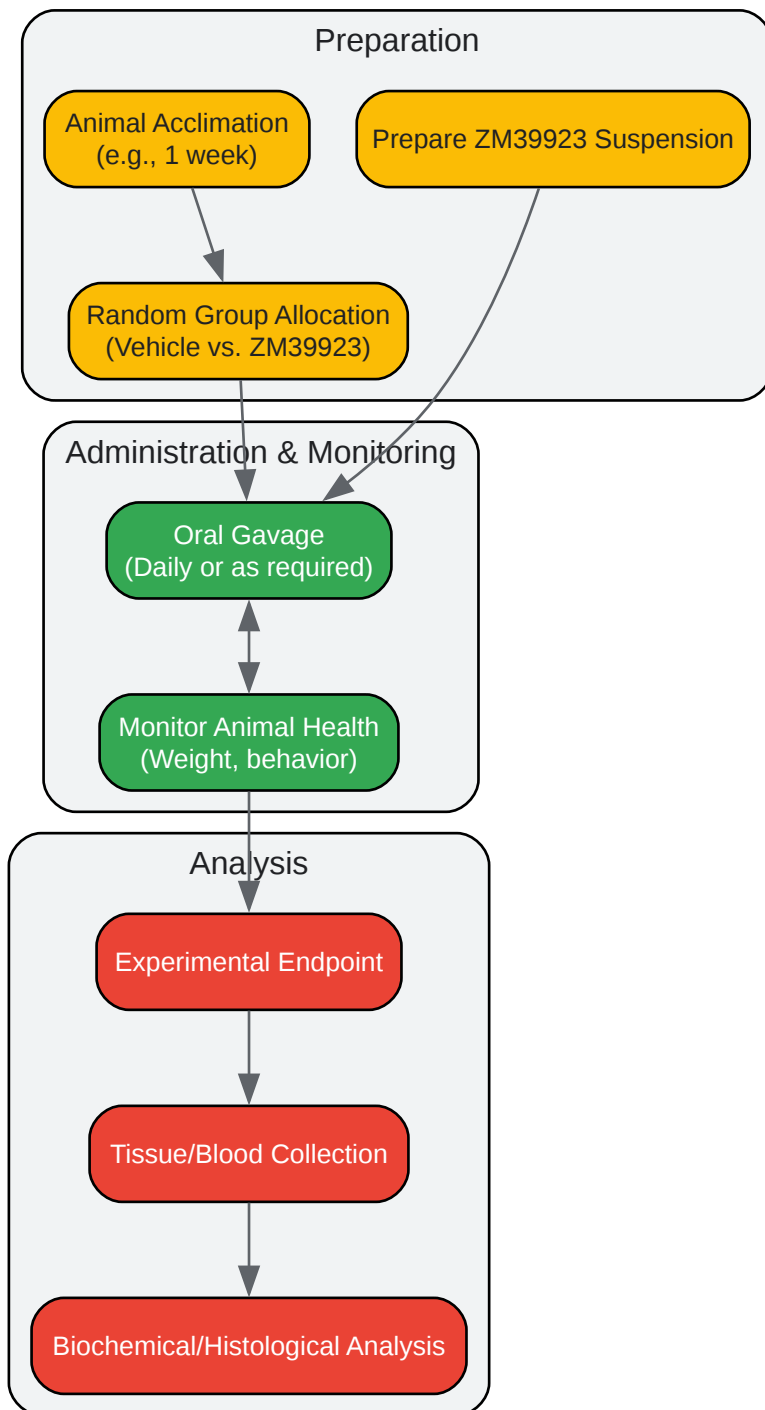 Preparation
Animal Acclimation
(e.g., 1 week)
Prepare ZM39923 Suspension
Random Group Allocation
(Vehicle vs. ZM39923)
Administration & Monitoring
Oral Gavage
(Daily or as required)
Monitor Animal Health
(Weight, behavior)
Analysis
Experimental Endpoint
Tissue/Blood Collection
Biochemical/Histological Analysis